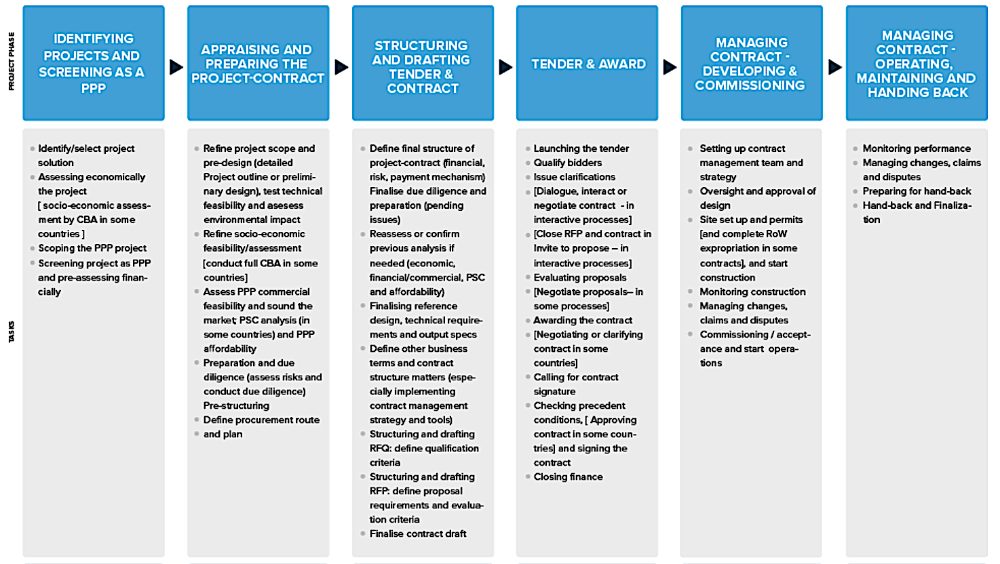 PROJECT PHASE
IDENTIFYING
PROJECTS AND
SCREENING AS A
PPP
APPRAISING AND
PREPARING THE
PROJECT-CONTRACT
STRUCTURING
AND DRAFTING
TENDER &
CONTRACT
TENDER & AWARD
MANAGING
CONTRACT -
DEVELOPING &
COMMISSIONING
MANAGING
CONTRACT -
OPERATING,
MAINTAINING AND
HANDING BACK
TASKS
Identify/select project
solution
Assessing economically
the project
[ socio-economic assess-
ment by CBA in some
countries ]
Scoping the PPP project
Screening project as PPP
and pre-assessing finan-
cially
Refine project scope and
pre-design (detailed
Project outline or prelimi-
nary design), test technical
feasibility and asesess
environmental impact
Refine socio-economic
feasibility/assessment
[conduct full CBA in some
countries]
Assess PPP commercial
feasibility and sound the
market; PSC analysis (in
some countries) and PPP
affordability
Preparation and due
diligence (assess risks and
conduct due diligence)
Pre-structuring
Define procurement route
and plan
Define final structure of
project-contract (financial,
risk, payment mechanism)
Finalise due diligence and
preparation (pending
issues)
Reassess or confirm
previous analysis if
needed (economic,
financial/commercial, PSC
and affordability)
Finalising reference
design, technical require-
ments and output specs
Define other business
terms and contract
structure matters (espe-
cially implementing
contract management
strategy and tools)
Structuring and drafting
RFQ: define qualification
criteria
Structuring and drafting
RFP: define proposal
requirements and evalua-
tion criteria
Finalise contract draft
Launching the tender
Qualify bidders
Issue clarifications
[Dialogue, interact or
negotiate contract - in
interactive processes]
[Close RFP and contract in
Invite to propose – in
interactive processes]
Evaluating proposals
[Negotiate proposals– in
some processes]
Awarding the contract
[Negotiating or clarifying
contract in some
countries]
Calling for contract
signature
Checking precedent
conditions, [ Approving
contract in some coun-
tries] and signing the
contract
Closing finance
Setting up contract
management team and
strategy
Oversight and approval of
design
Site set up and permits
[and complete RoW
expropriation in some
contracts], and start
construction
Monitoring construction
Managing changes,
claims and disputes
Commissioning / accept-
ance and start opera-
tions
Monitoring performance
Managing changes, claims
and disputes
Preparing for hand-back
Hand-back and Finaliza-
tion